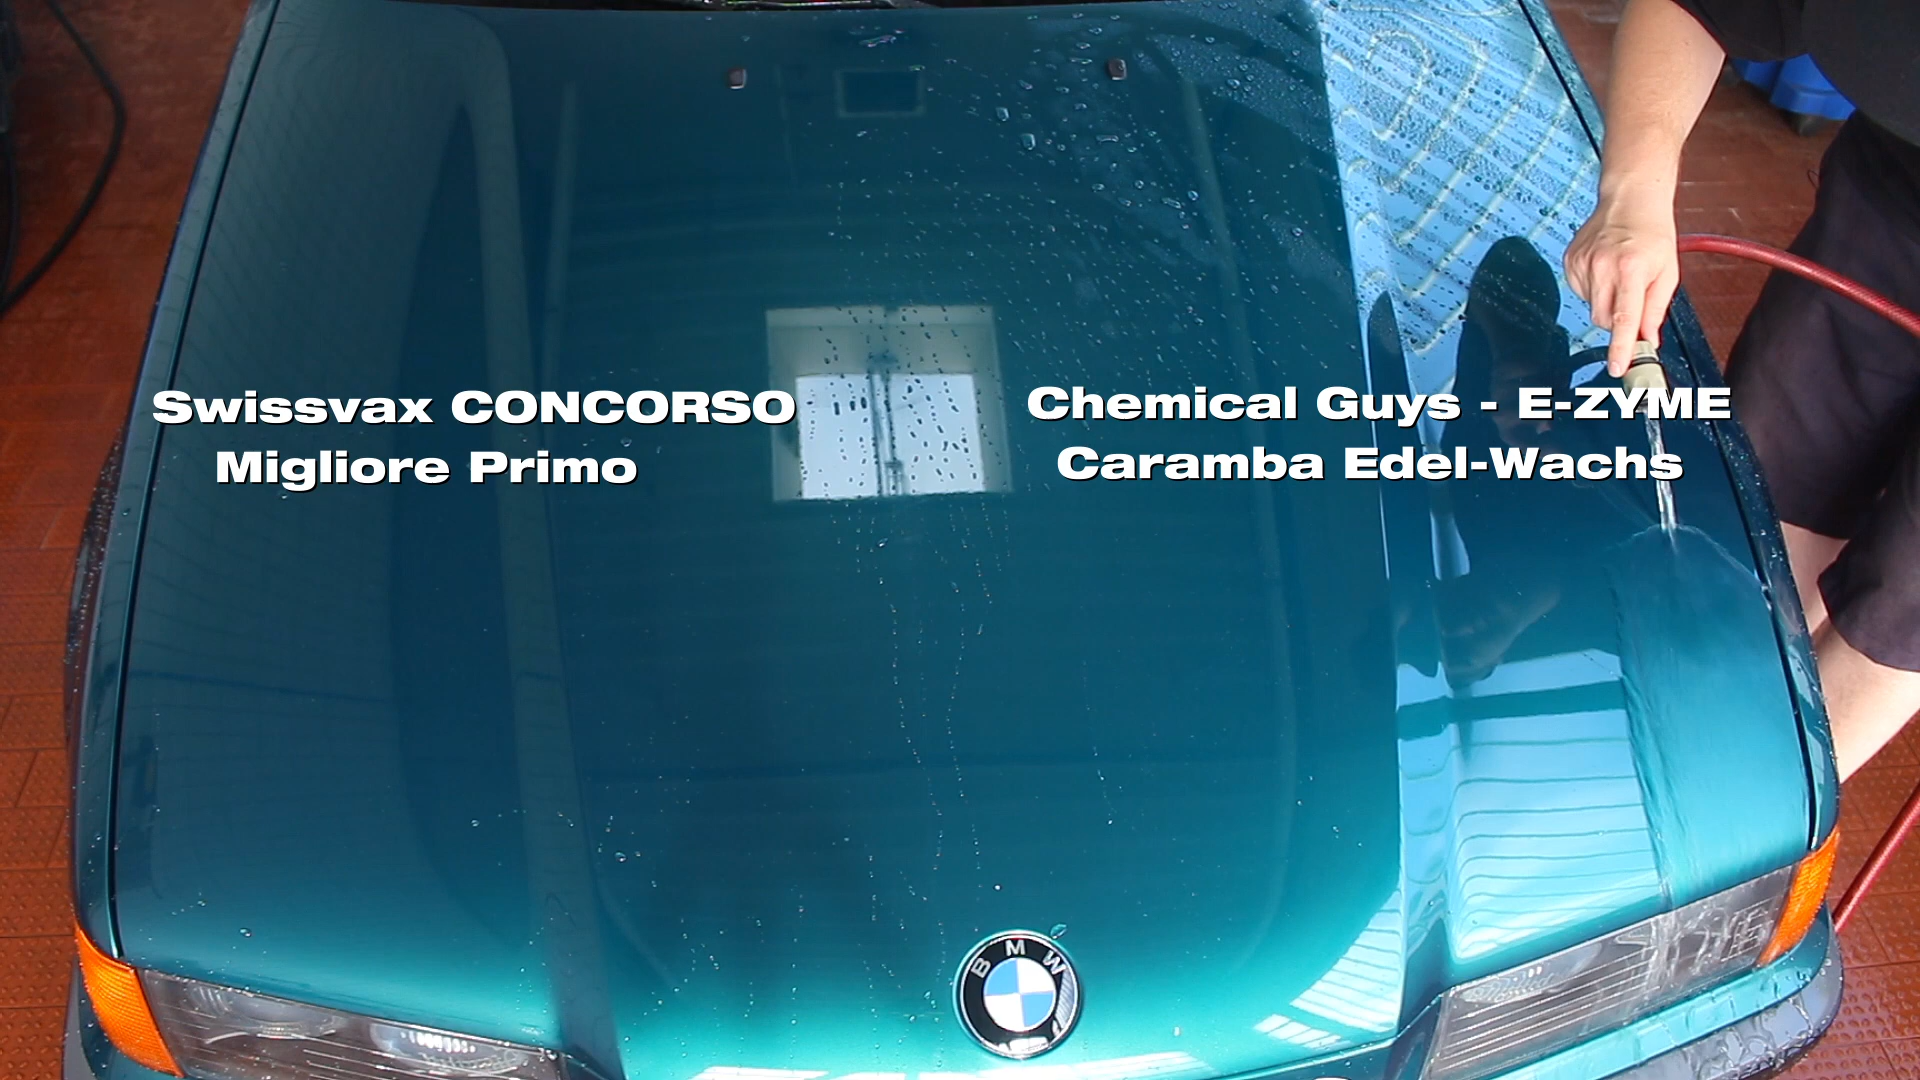 Swissvax CONCORSO
Migliore Primo
Chemical Guys - E-ZYME
Caramba Edel-Wachs
BMW